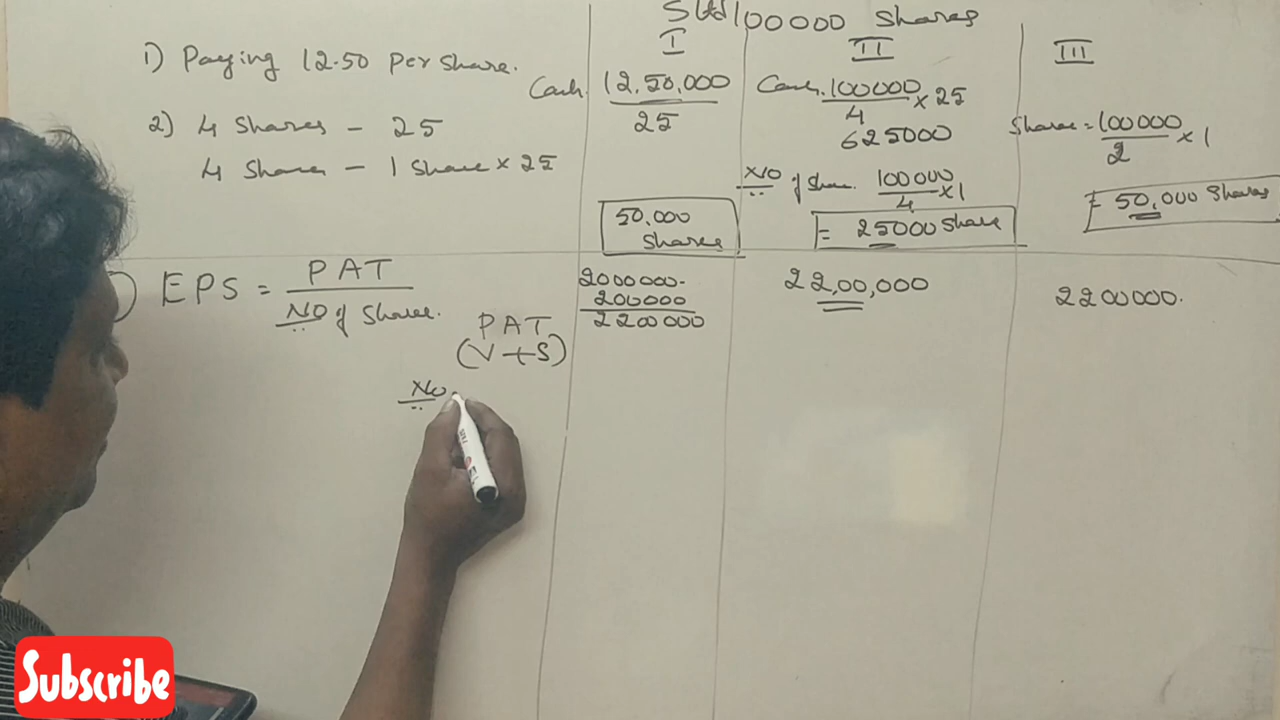 100000 Shares
I II III
1) Paying 12.50 Per Share.
Cash. 12,50,000 / 25
Cash. 100000 / 4 × 25
625000
2) 4 Shares - 25
4 Share - 1 Share × 25
Shares = 100000 / 2 × 1
NO of Share. 100000 / 4 × 1
50,000 Shares
= 25000 Share
= 50,000 Shares
) EPS = PAT / NO of Shares.
PAT
(V + S)
2000000.
200000
2200000
22,00,000
2200000.
No.
Subscribe